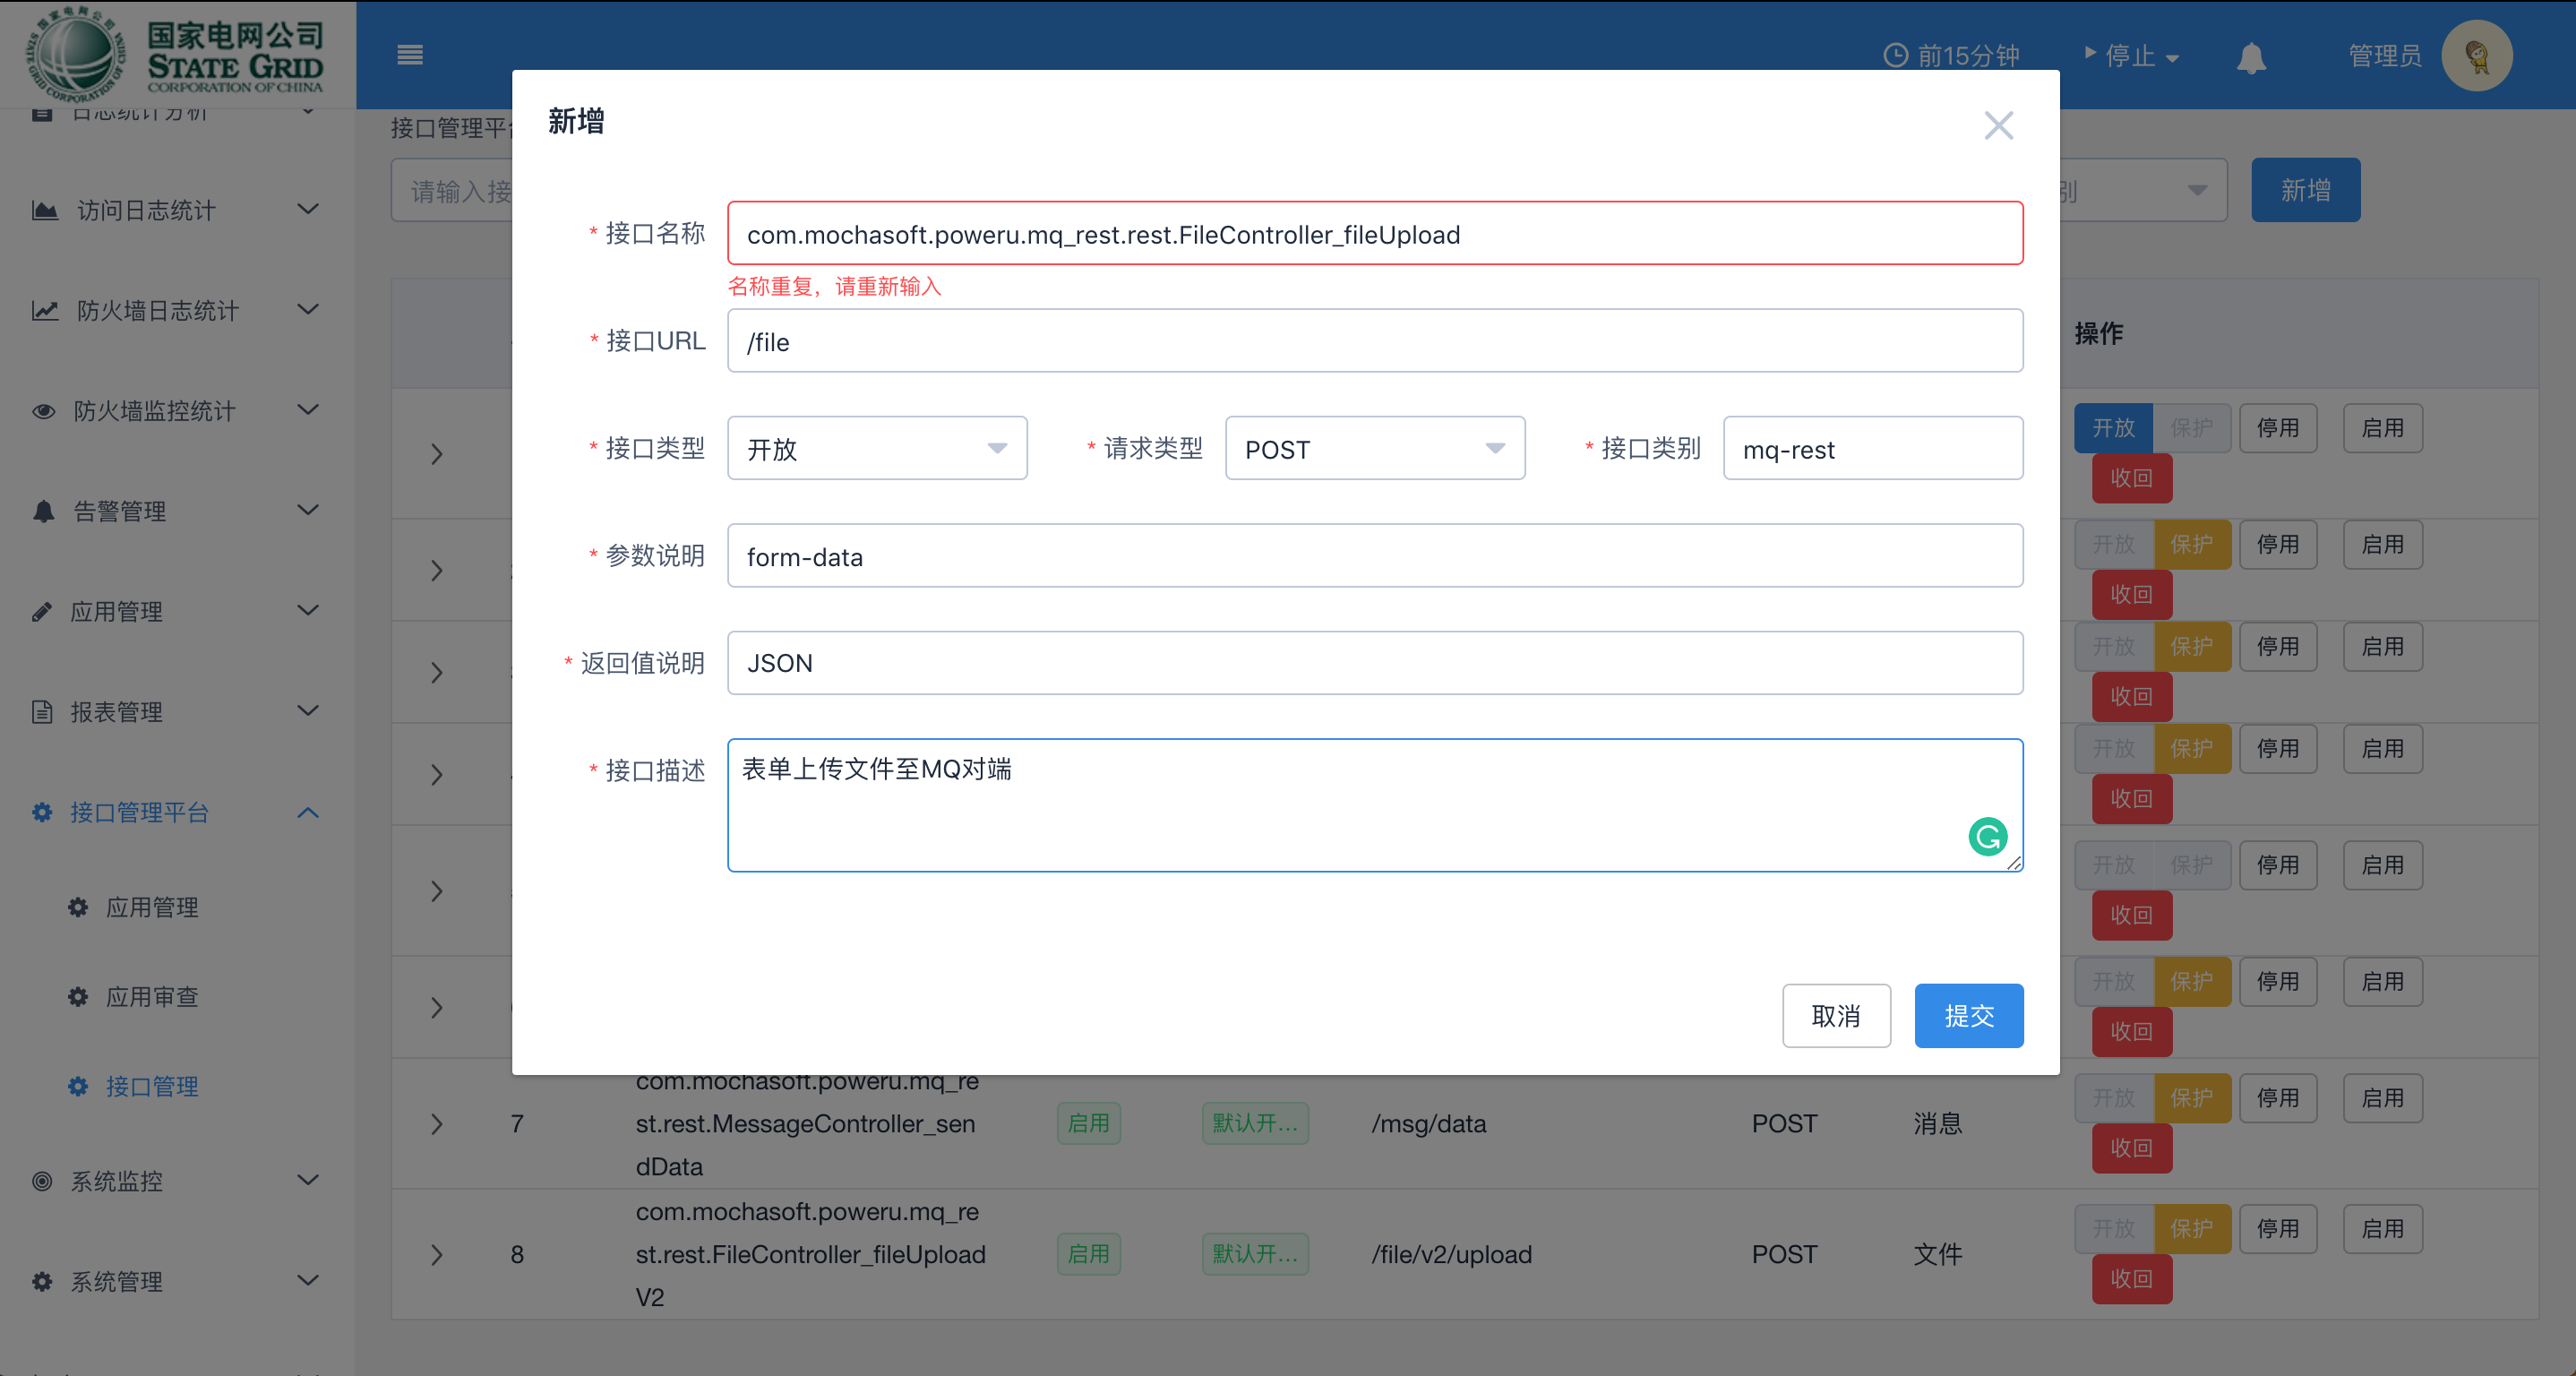 国家电网公司
STATE GRID
CORPORATION OF CHINA
前15分钟
停止
管理员
日志统计分析
访问日志统计
防火墙日志统计
防火墙监控统计
告警管理
应用管理
报表管理
接口管理平台
应用管理
应用审查
接口管理
系统监控
系统管理
接口管理平台
请输入接
别
新增
新增
* 接口名称
com.mochasoft.poweru.mq_rest.rest.FileController_fileUpload
名称重复，请重新输入
* 接口URL
/file
* 接口类型
开放
* 请求类型
POST
* 接口类别
mq-rest
* 参数说明
form-data
* 返回值说明
JSON
* 接口描述
表单上传文件至MQ对端
取消
提交
操作
开放 保护 停用 启用
收回
开放 保护 停用 启用
收回
开放 保护 停用 启用
收回
开放 保护 停用 启用
收回
开放 保护 停用 启用
收回
开放 保护 停用 启用
收回
7
com.mochasoft.poweru.mq_re
st.rest.MessageController_sen
dData
启用
默认开...
/msg/data
POST
消息
开放 保护 停用 启用
收回
8
com.mochasoft.poweru.mq_re
st.rest.FileController_fileUpload
V2
启用
默认开...
/file/v2/upload
POST
文件
开放 保护 停用 启用
收回